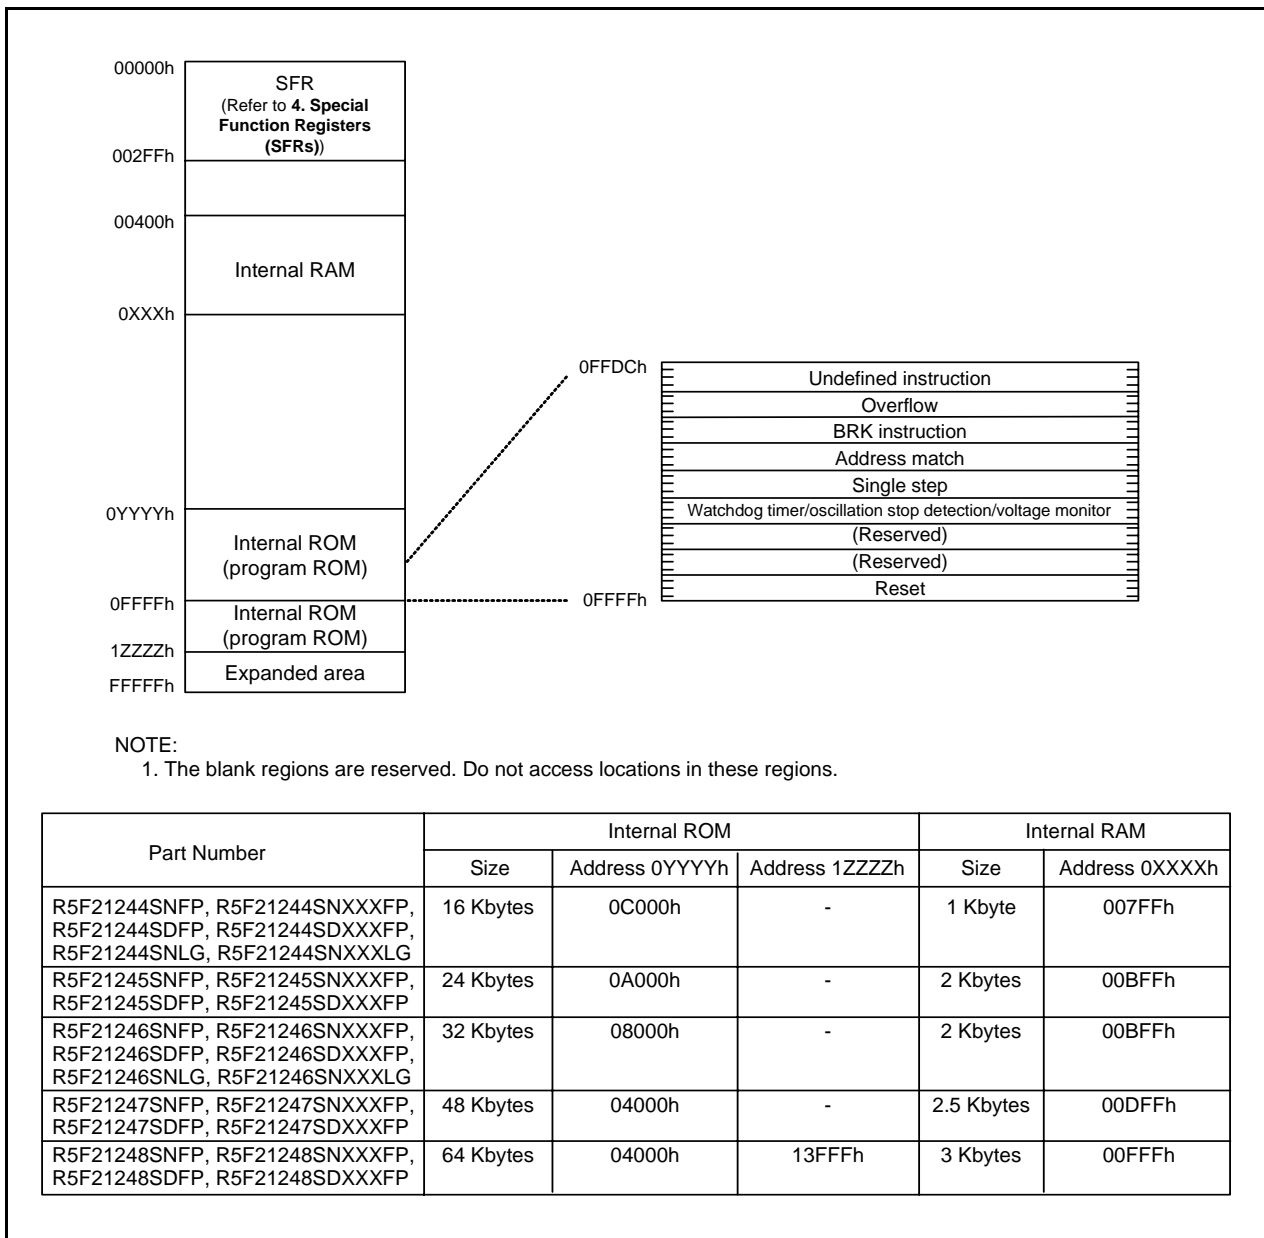 00000h
SFR
(Refer to 4. Special
Function Registers
(SFRs))
002FFh
00400h
Internal RAM
0XXXh
0YYYYh
Internal ROM
(program ROM)
0FFFFh
Internal ROM
(program ROM)
1ZZZZh
Expanded area
FFFFFh
0FFDCh
Undefined instruction
Overflow
BRK instruction
Address match
Single step
Watchdog timer/oscillation stop detection/voltage monitor
(Reserved)
(Reserved)
Reset
0FFFFh
NOTE:
1. The blank regions are reserved. Do not access locations in these regions.
Part Number Internal ROM Internal RAM
Size Address 0YYYYh Address 1ZZZZh Size Address 0XXXXh
R5F21244SNFP, R5F21244SNXXXFP, 16 Kbytes 0C000h - 1 Kbyte 007FFh
R5F21244SDFP, R5F21244SDXXXFP,
R5F21244SNLG, R5F21244SNXXXLG
R5F21245SNFP, R5F21245SNXXXFP, 24 Kbytes 0A000h - 2 Kbytes 00BFFh
R5F21245SDFP, R5F21245SDXXXFP
R5F21246SNFP, R5F21246SNXXXFP, 32 Kbytes 08000h - 2 Kbytes 00BFFh
R5F21246SDFP, R5F21246SDXXXFP,
R5F21246SNLG, R5F21246SNXXXLG
R5F21247SNFP, R5F21247SNXXXFP, 48 Kbytes 04000h - 2.5 Kbytes 00DFFh
R5F21247SDFP, R5F21247SDXXXFP
R5F21248SNFP, R5F21248SNXXXFP, 64 Kbytes 04000h 13FFFh 3 Kbytes 00FFFh
R5F21248SDFP, R5F21248SDXXXFP